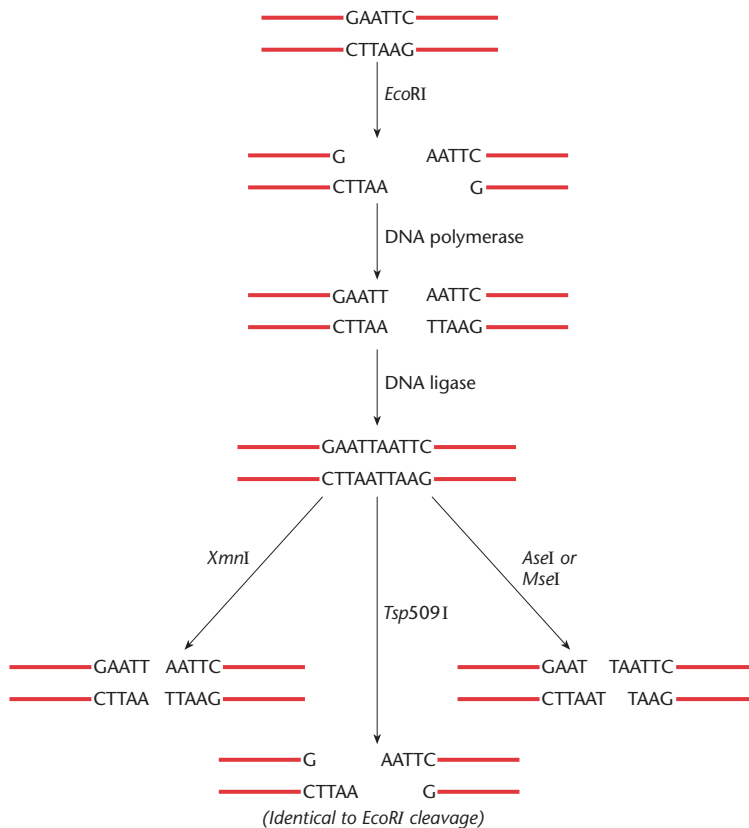 GAATTC
CTTAAG
EcoRI
G AATTC
CTTAA G
DNA polymerase
GAATT AATTC
CTTAA TTAAG
DNA ligase
GAATTAATTC
CTTAATTAAG
XmnI
Tsp509I
AseI or
MseI
GAATT AATTC
CTTAA TTAAG
GAAT TAATTC
CTTAAT TAAG
G AATTC
CTTAA G
(Identical to EcoRI cleavage)